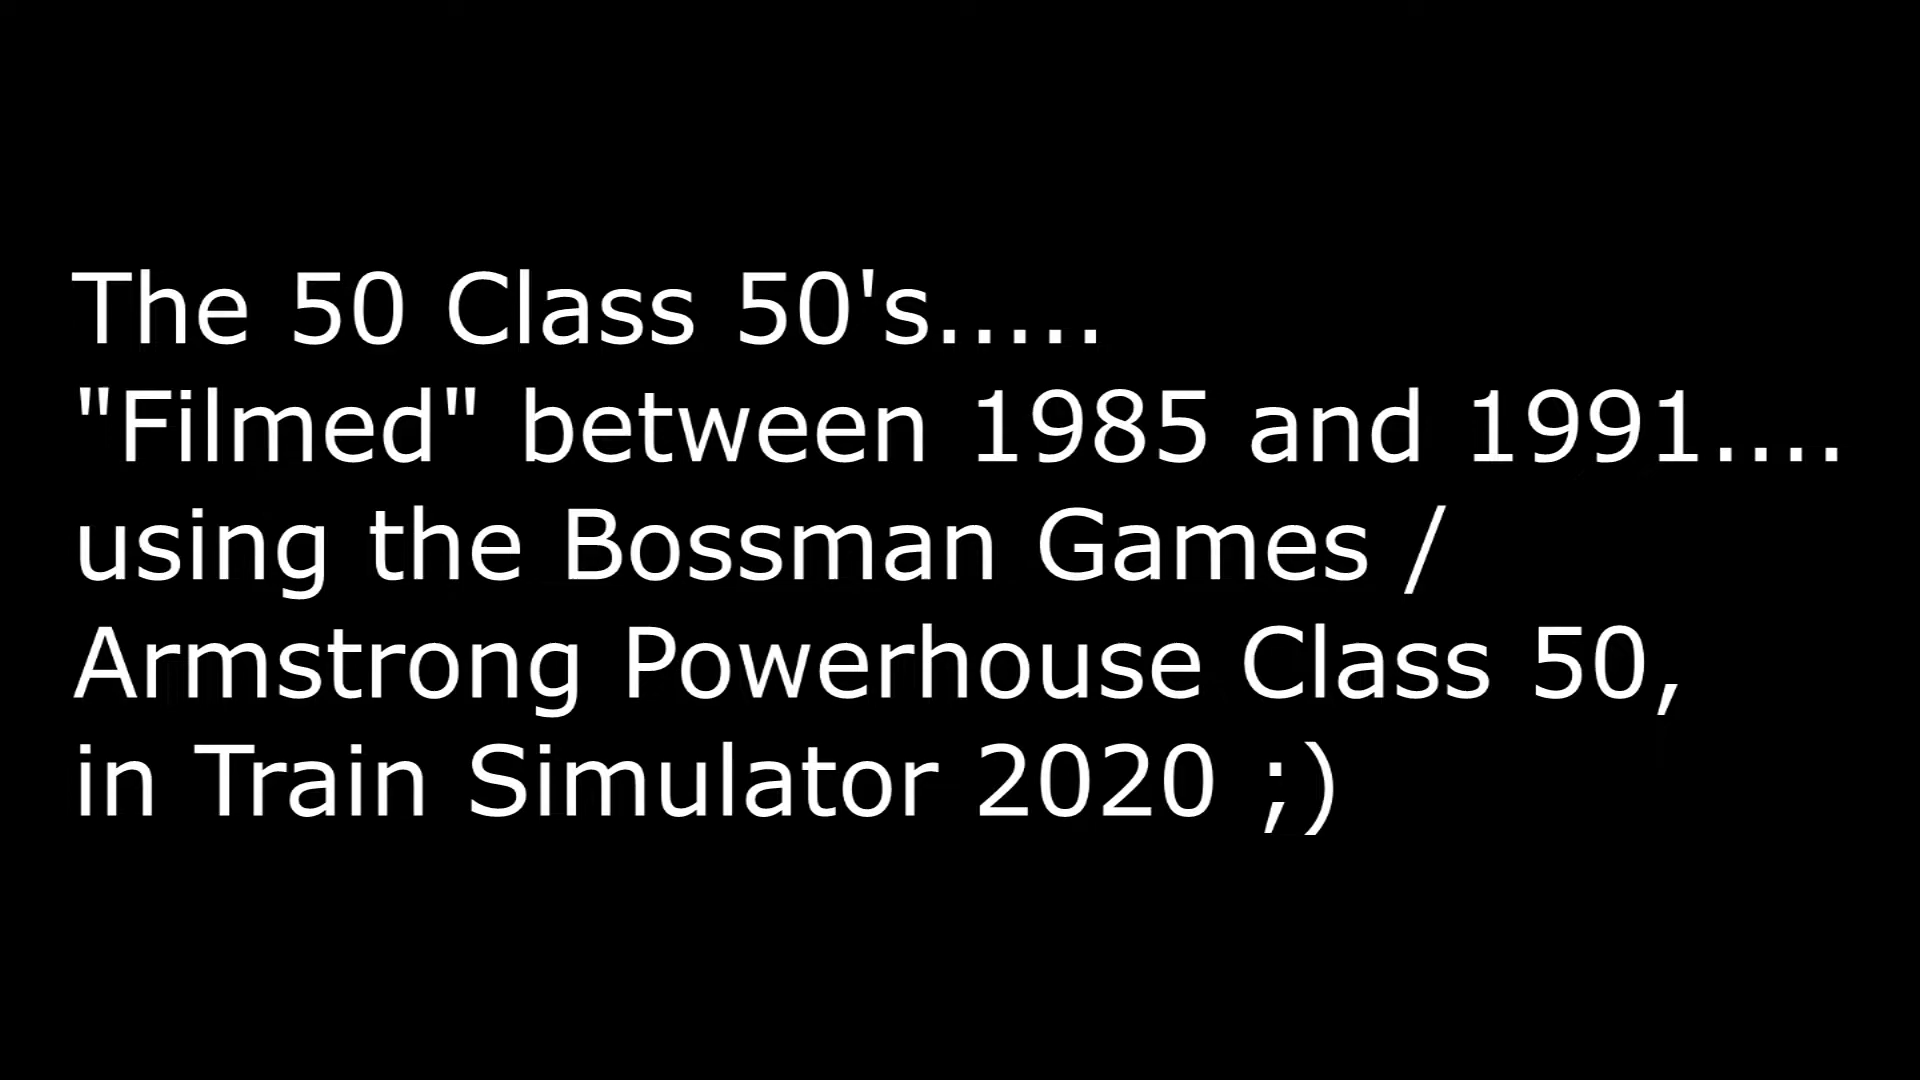 The 50 Class 50's.....
"Filmed" between 1985 and 1991....
using the Bossman Games /
Armstrong Powerhouse Class 50,
in Train Simulator 2020 ;)